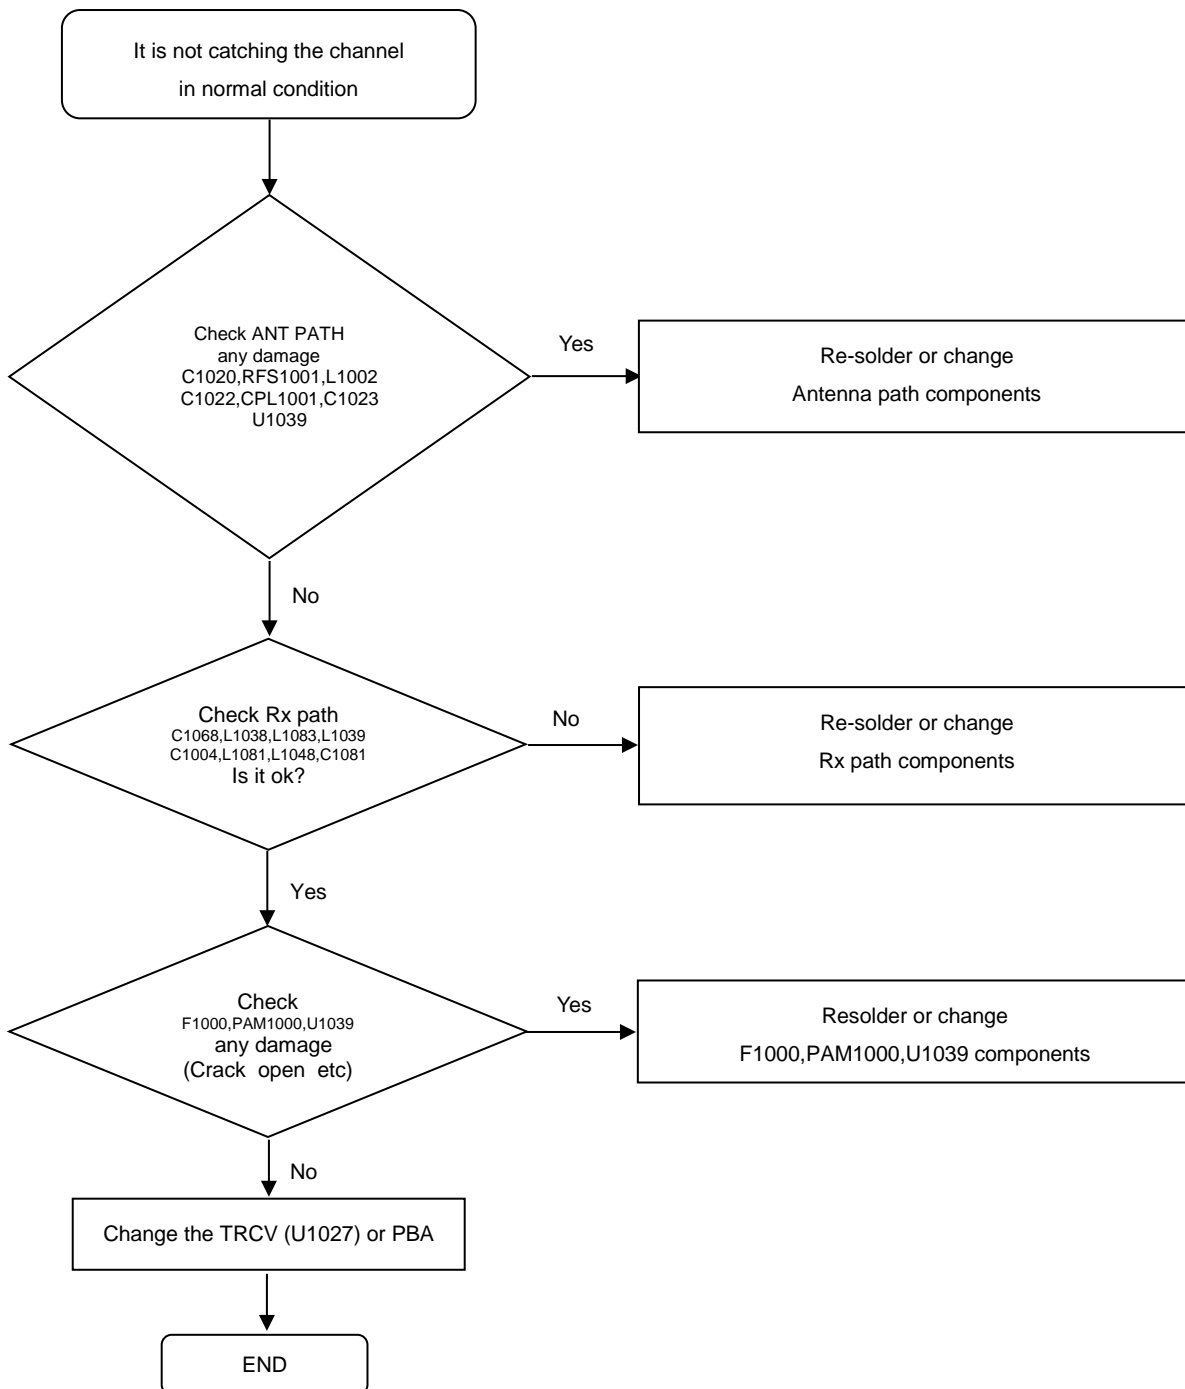 It is not catching the channel
in normal condition
Check ANT PATH
any damage
C1020,RFS1001,L1002
C1022,CPL1001,C1023
U1039
Yes
Re-solder or change
Antenna path components
No
Check Rx path
C1068,L1038,L1083,L1039
C1004,L1081,L1048,C1081
Is it ok?
No
Re-solder or change
Rx path components
Yes
Check
F1000,PAM1000,U1039
any damage
(Crack open etc)
Yes
Resolder or change
F1000,PAM1000,U1039 components
No
Change the TRCV (U1027) or PBA
END